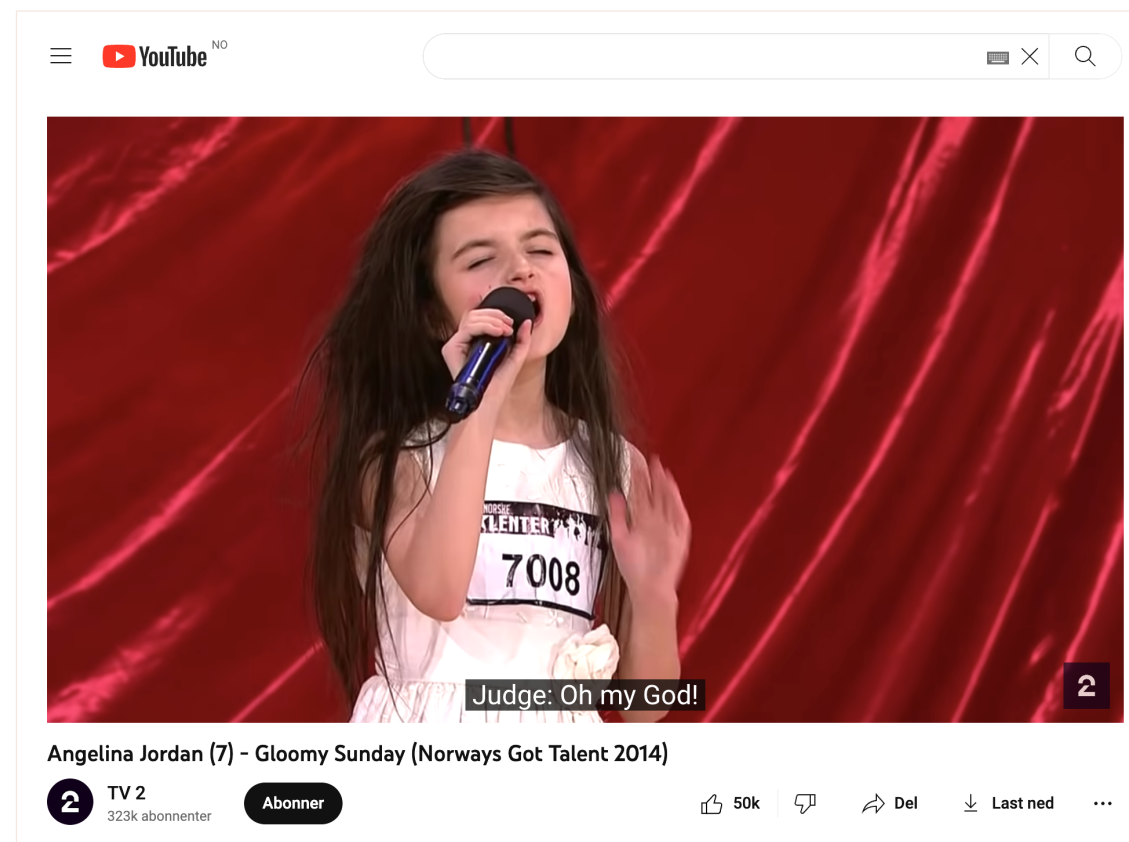 YouTube NO
NORSKE
KLENTER
7008
Judge: Oh my God!
2
Angelina Jordan (7) - Gloomy Sunday (Norways Got Talent 2014)
2
TV 2
323k abonnenter
Abonner
50k
Del
Last ned